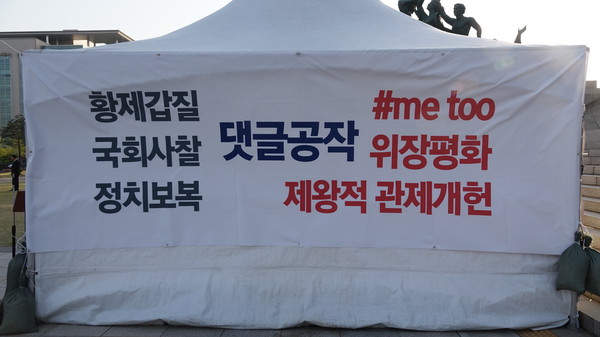 황제갑질
국회사찰
정치보복
댓글공작
#me too
위장평화
제왕적 관제개헌